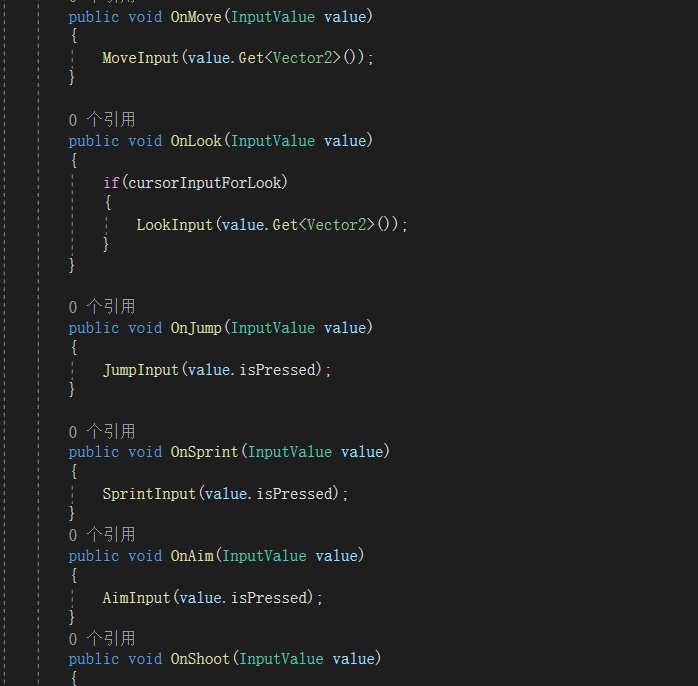 public void OnMove(InputValue value)
{
MoveInput(value.Get<Vector2>());
}
0 个引用
public void OnLook(InputValue value)
{
if(cursorInputForLook)
{
LookInput(value.Get<Vector2>());
}
}
0 个引用
public void OnJump(InputValue value)
{
JumpInput(value.isPressed);
}
0 个引用
public void OnSprint(InputValue value)
{
SprintInput(value.isPressed);
}
0 个引用
public void OnAim(InputValue value)
{
AimInput(value.isPressed);
}
0 个引用
public void OnShoot(InputValue value)
{